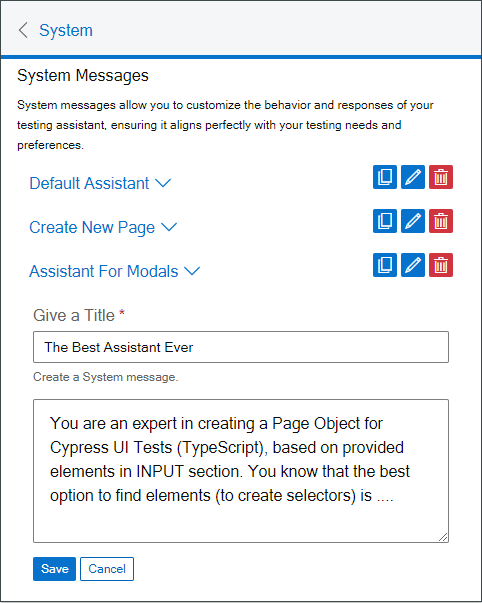 System
System Messages
System messages allow you to customize the behavior and responses of your
testing assistant, ensuring it aligns perfectly with your testing needs and
preferences.
Default Assistant
Create New Page
Assistant For Modals
Give a Title *
The Best Assistant Ever
Create a System message.
You are an expert in creating a Page Object for
Cypress UI Tests (TypeScript), based on provided
elements in INPUT section. You know that the best
option to find elements (to create selectors) is ....
Save Cancel